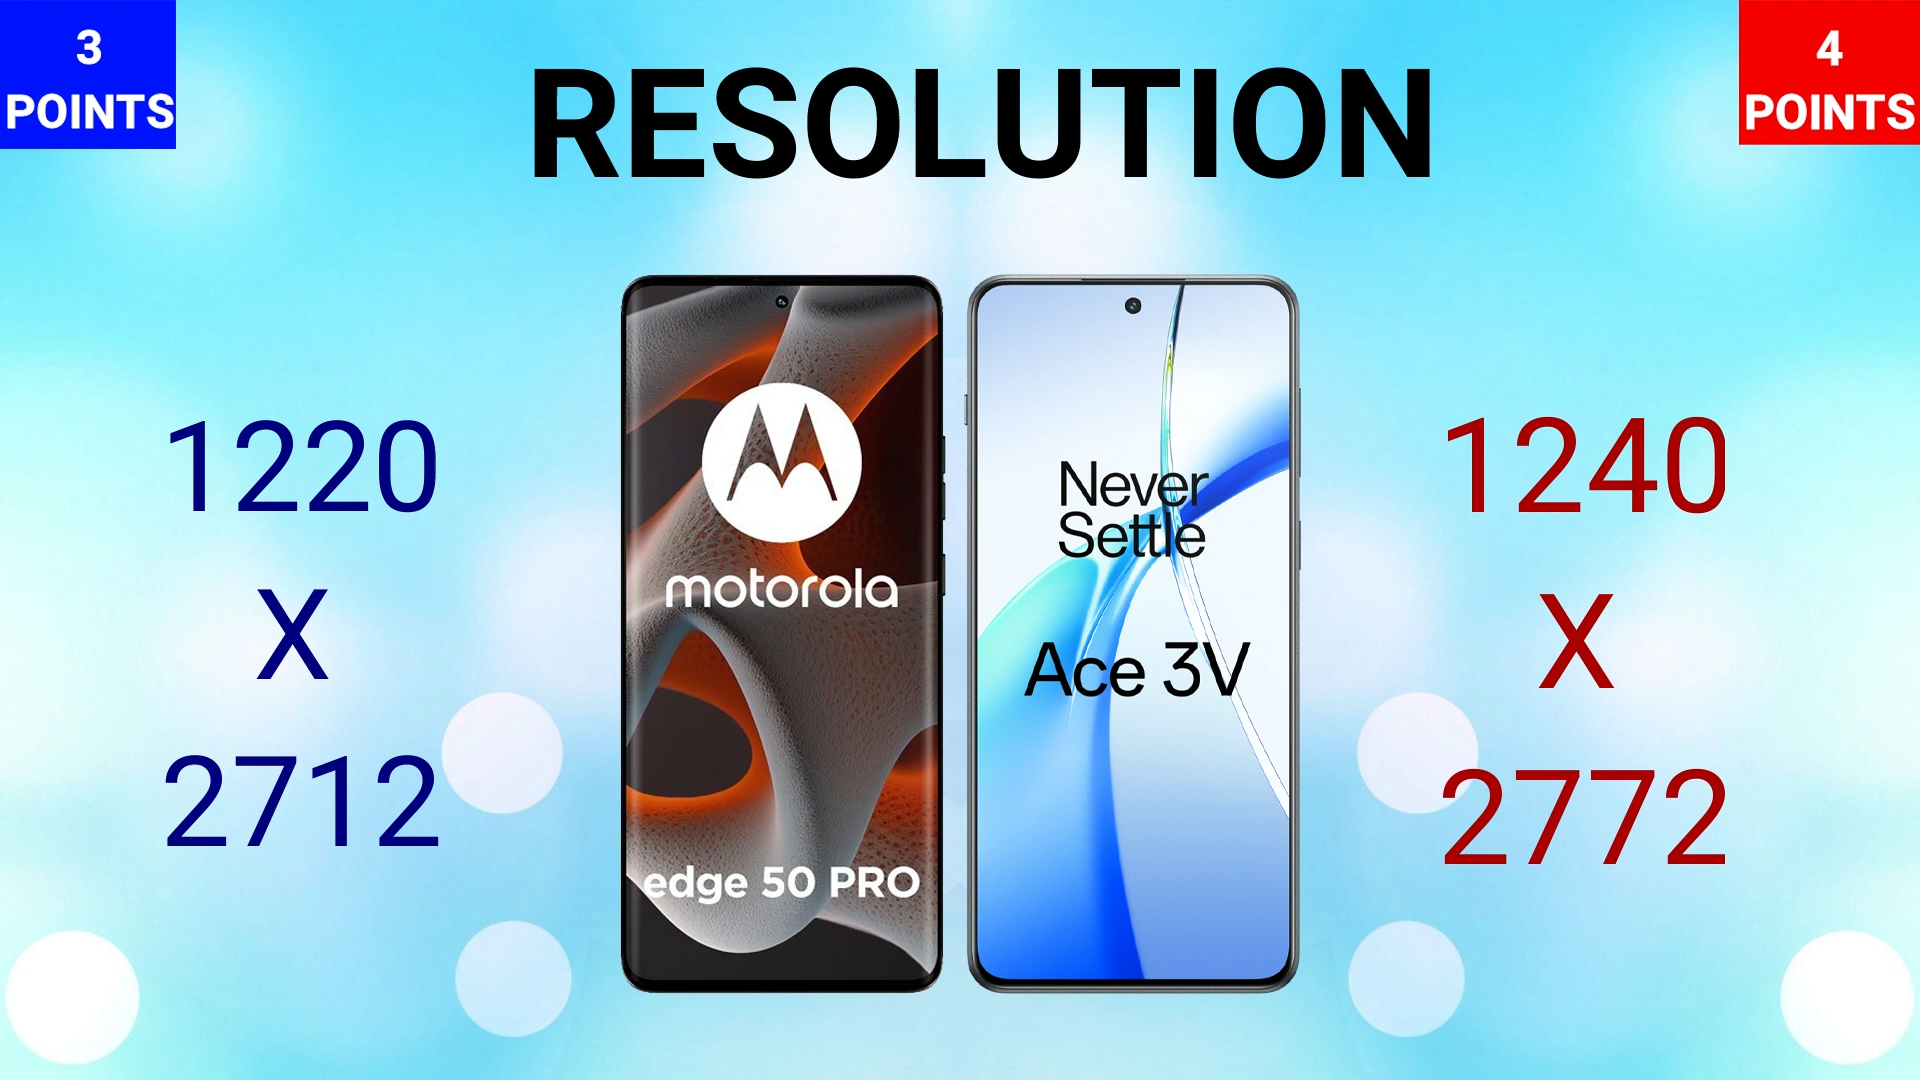 3
POINTS
RESOLUTION
4
POINTS
1220
X
2712
motorola
edge 50 PRO
Never
Settle
Ace 3V
1240
X
2772